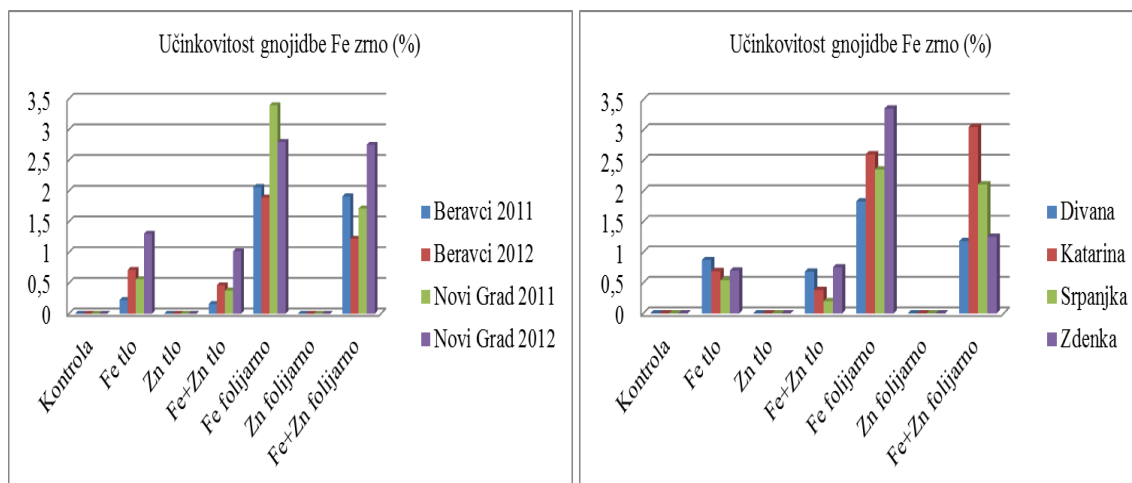 Učinkovitost gnojidbe Fe zrno (%)
3,5
3
2,5
2
1,5
1
0,5
0
Kontrola
Fe tlo
Zn tlo
Fe+Zn tlo
Fe folijarno
Zn folijarno
Fe+Zn folijarno
Beravci 2011
Beravci 2012
Novi Grad 2011
Novi Grad 2012
Učinkovitost gnojidbe Fe zrno (%)
3,5
3
2,5
2
1,5
1
0,5
0
Kontrola
Fe tlo
Zn tlo
Fe+Zn tlo
Fe folijarno
Zn folijarno
Fe+Zn folijarno
Divana
Katarina
Srpanjka
Zdenka